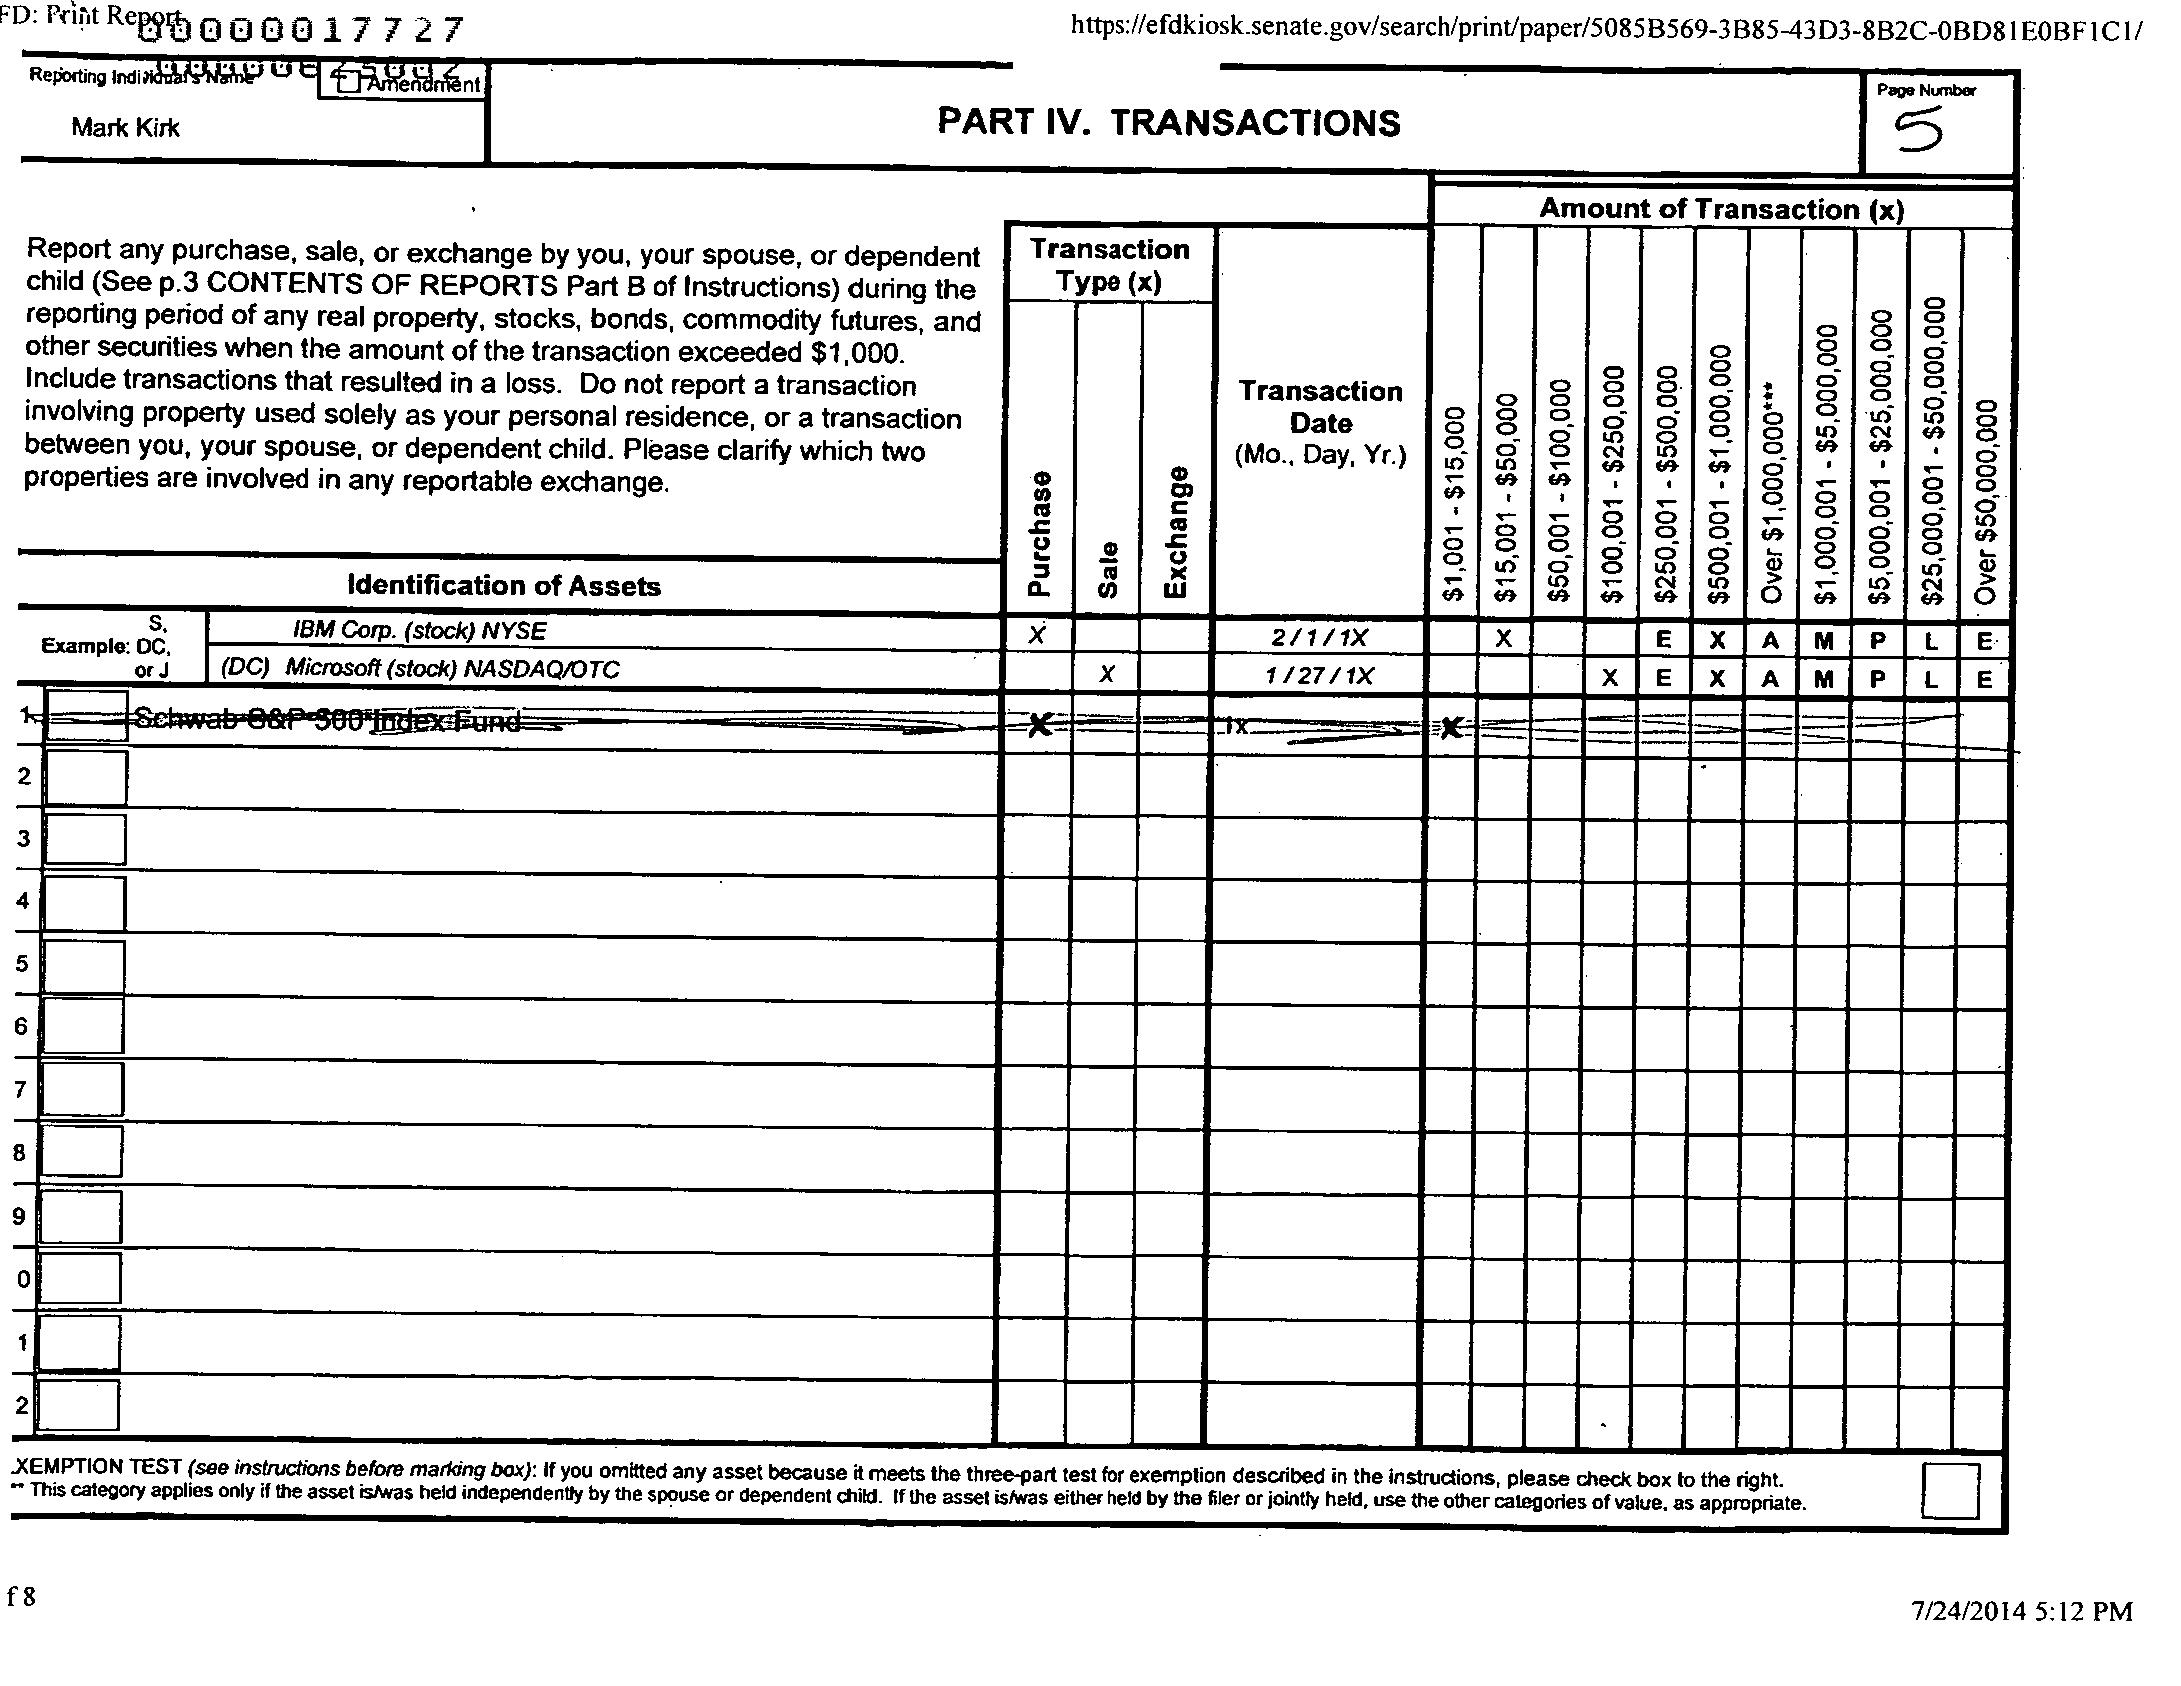 FD: Print Report
https://efdkiosk.senate.gov/search/print/paper/5085B569-3B85-43D3-8B2C-0BD81E0BF1C1/
00000017727
Reporting Individual's Name
Amendment
Mark Kirk
PART IV. TRANSACTIONS
Page Number
5
Report any purchase, sale, or exchange by you, your spouse, or dependent
child (See p.3 CONTENTS OF REPORTS Part B of Instructions) during the
reporting period of any real property, stocks, bonds, commodity futures, and
other securities when the amount of the transaction exceeded $1,000.
Include transactions that resulted in a loss. Do not report a transaction
involving property used solely as your personal residence, or a transaction
between you, your spouse, or dependent child. Please clarify which two
properties are involved in any reportable exchange.
Identification of Assets
Transaction
Type (x)
Purchase
Sale
Exchange
Transaction
Date
(Mo., Day, Yr.)
Amount of Transaction (x)
$1,001 - $15,000
$15,001 - $50,000
$50,001 - $100,000
$100,001 - $250,000
$250,001 - $500,000
$500,001 - $1,000,000
Over $1,000,000***
$1,000,001 - $5,000,000
$5,000,001 - $25,000,000
$25,000,001 - $50,000,000
Over $50,000,000
Example: S, DC, or J
IBM Corp. (stock) NYSE X 2/1/1X X E X A M P L E
(DC) Microsoft (stock) NASDAQ/OTC X 1/27/1X X E X A M P L E
1 Schwab S&P 500 Index Fund X 1X X
2
3
4
5
6
7
8
9
0
1
2
XEMPTION TEST (see instructions before marking box): If you omitted any asset because it meets the three-part test for exemption described in the instructions, please check box to the right.
** This category applies only if the asset is/was held independently by the spouse or dependent child. If the asset is/was either held by the filer or jointly held, use the other categories of value, as appropriate.
f 8
7/24/2014 5:12 PM